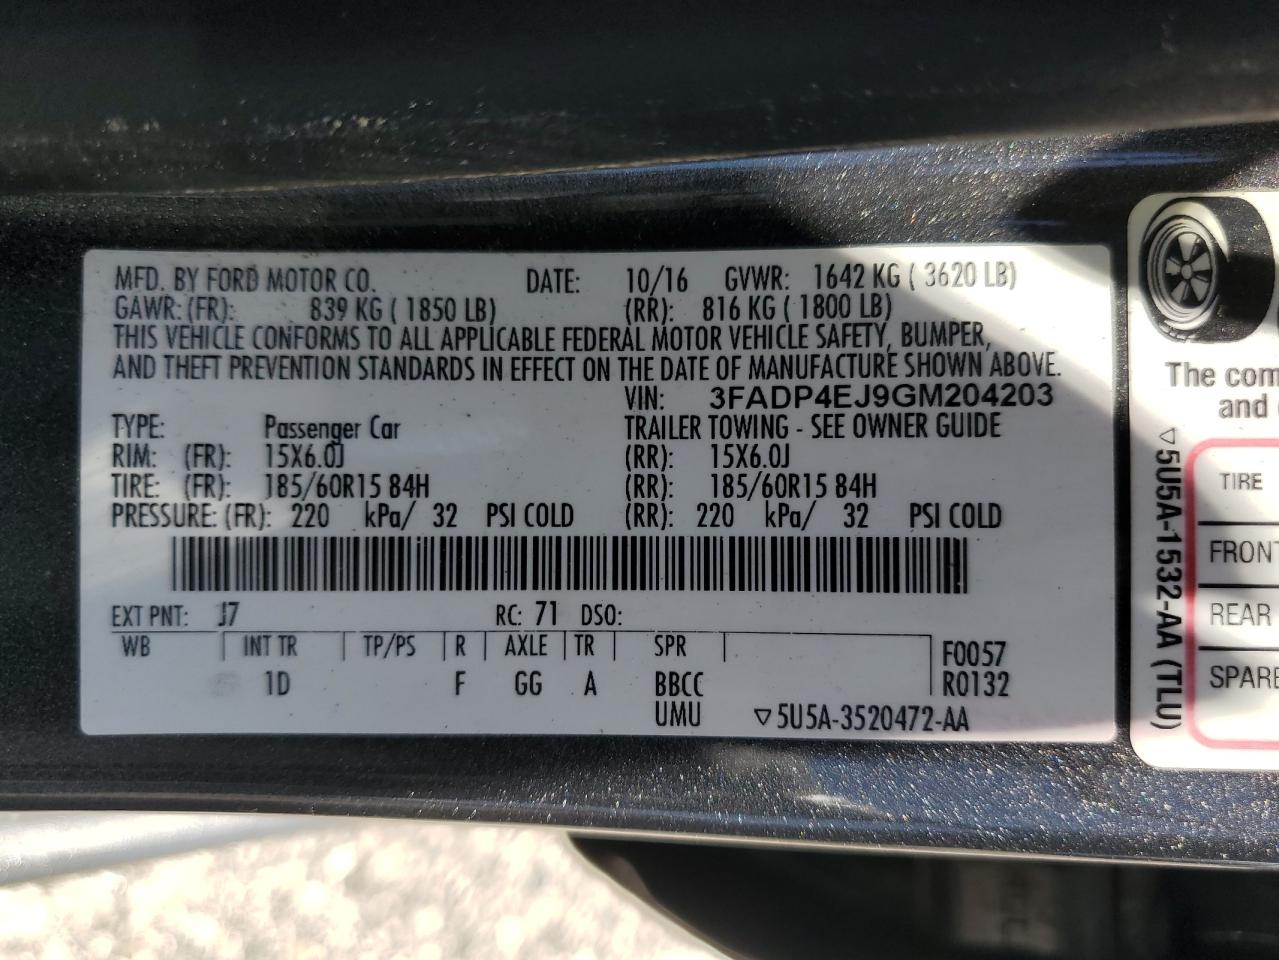 MFD. BY FORD MOTOR CO. DATE: 10/16 GVWR: 1642 KG ( 3620 LB)
GAWR: (FR): 839 KG ( 1850 LB) (RR): 816 KG ( 1800 LB)
THIS VEHICLE CONFORMS TO ALL APPLICABLE FEDERAL MOTOR VEHICLE SAFETY, BUMPER,
AND THEFT PREVENTION STANDARDS IN EFFECT ON THE DATE OF MANUFACTURE SHOWN ABOVE.
VIN: 3FADP4EJ9GM204203
TYPE: Passenger Car TRAILER TOWING - SEE OWNER GUIDE
RIM: (FR): 15X6.0J (RR): 15X6.0J
TIRE: (FR): 185/60R15 84H (RR): 185/60R15 84H
PRESSURE: (FR): 220 kPa/ 32 PSI COLD (RR): 220 kPa/ 32 PSI COLD
EXT PNT: J7 RC: 71 DSO:
WB INT TR TP/PS R AXLE TR SPR F0057
1D F GG A BBCC R0132
UMU ▽5U5A-3520472-AA
The com
and
▽5U5A-1532-AA (TLU)
TIRE
FRONT
REAR
SPARE